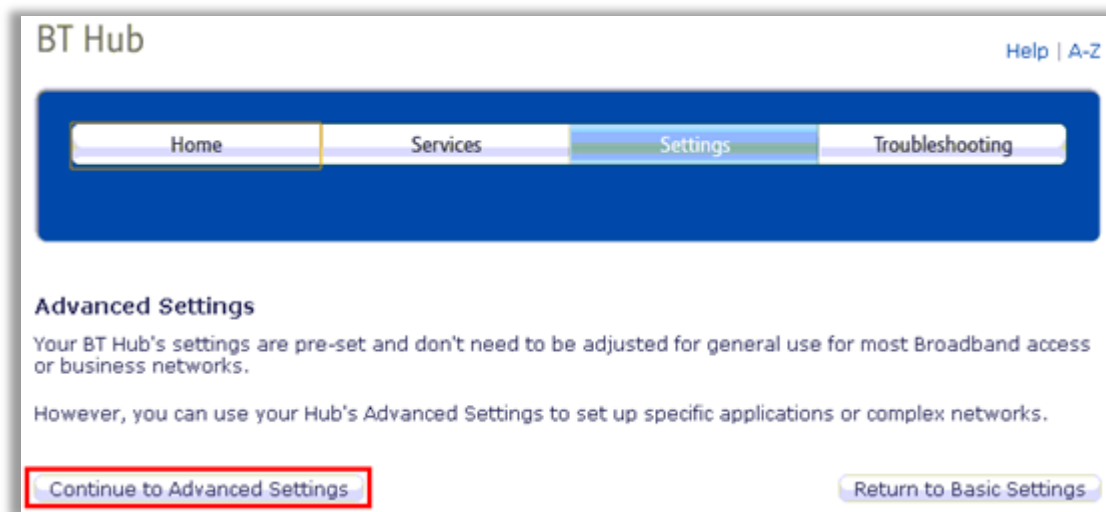 BT Hub
Help | A-Z
Home Services Settings Troubleshooting
Advanced Settings
Your BT Hub's settings are pre-set and don't need to be adjusted for general use for most Broadband access
or business networks.
However, you can use your Hub's Advanced Settings to set up specific applications or complex networks.
Continue to Advanced Settings Return to Basic Settings